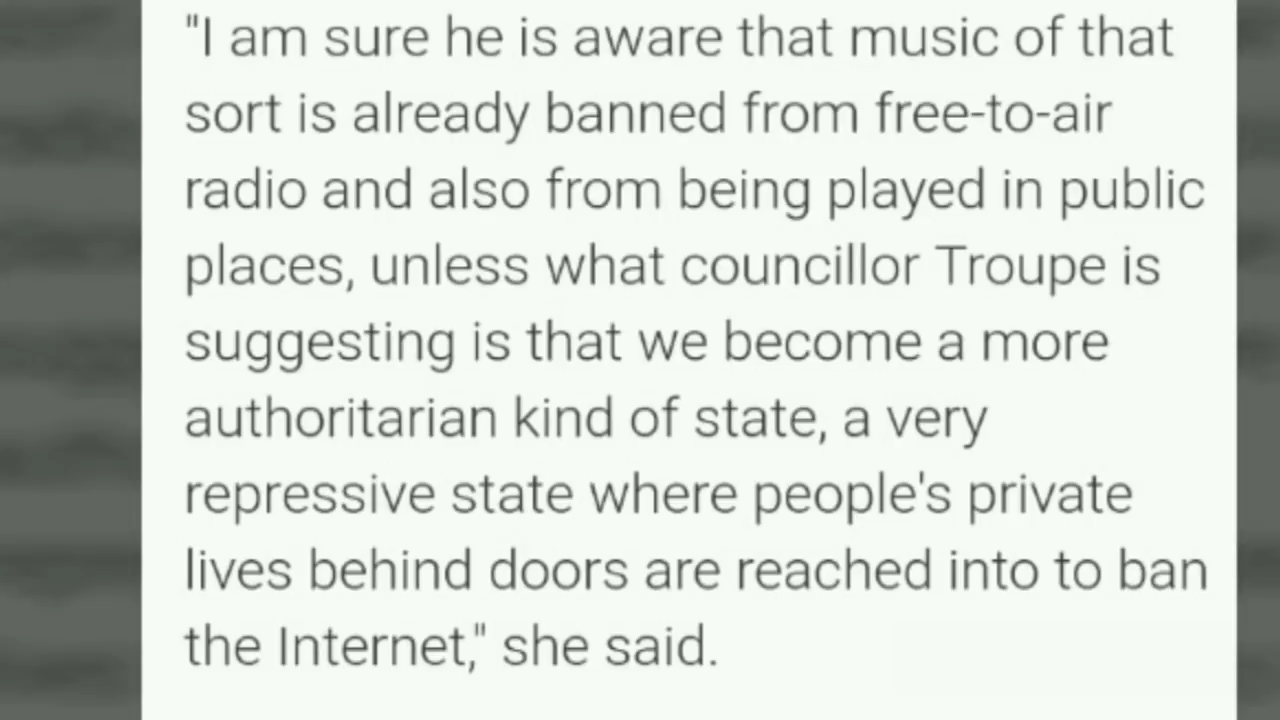 "I am sure he is aware that music of that
sort is already banned from free-to-air
radio and also from being played in public
places, unless what councillor Troupe is
suggesting is that we become a more
authoritarian kind of state, a very
repressive state where people's private
lives behind doors are reached into to ban
the Internet," she said.